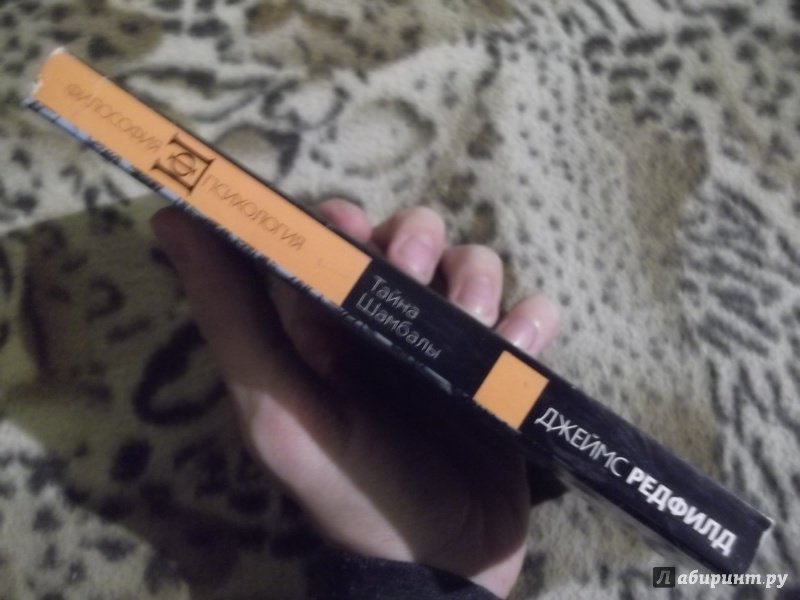 ФИЛОСОФИЯ
ПСИХОЛОГИЯ
Тайна
Шамбалы
ДЖЕЙМС РЕДФИЛД
Лабиринт.ру